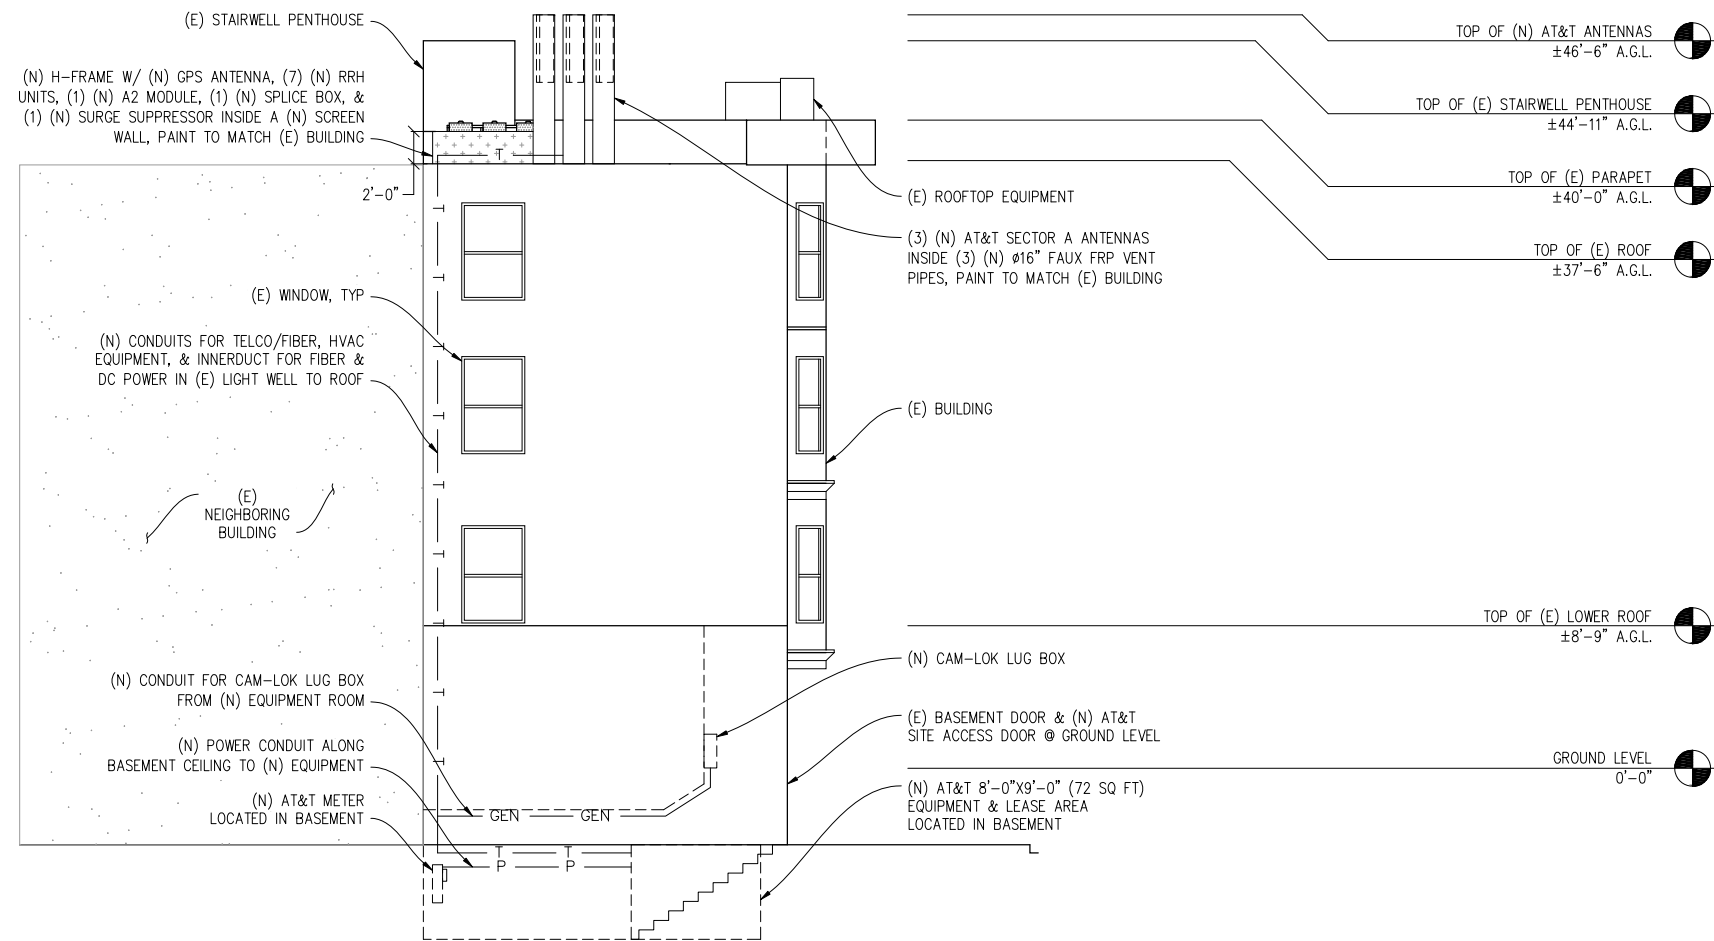 (E) STAIRWELL PENTHOUSE
(N) H-FRAME W/ (N) GPS ANTENNA, (7) (N) RRH
UNITS, (1) (N) A2 MODULE, (1) (N) SPLICE BOX, &
(1) (N) SURGE SUPPRESSOR INSIDE A (N) SCREEN
WALL, PAINT TO MATCH (E) BUILDING
T
2'-0"
(E) WINDOW, TYP
(N) CONDUITS FOR TELCO/FIBER, HVAC
EQUIPMENT, & INNERDUCT FOR FIBER &
DC POWER IN (E) LIGHT WELL TO ROOF
(E)
NEIGHBORING
BUILDING
(N) CONDUIT FOR CAM-LOK LUG BOX
FROM (N) EQUIPMENT ROOM
(N) POWER CONDUIT ALONG
BASEMENT CEILING TO (N) EQUIPMENT
(N) AT&T METER
LOCATED IN BASEMENT
GEN GEN
T T
P P
(E) ROOFTOP EQUIPMENT
(3) (N) AT&T SECTOR A ANTENNAS
INSIDE (3) (N) ø16" FAUX FRP VENT
PIPES, PAINT TO MATCH (E) BUILDING
(E) BUILDING
(N) CAM-LOK LUG BOX
(E) BASEMENT DOOR & (N) AT&T
SITE ACCESS DOOR @ GROUND LEVEL
(N) AT&T 8'-0"X9'-0" (72 SQ FT)
EQUIPMENT & LEASE AREA
LOCATED IN BASEMENT
TOP OF (N) AT&T ANTENNAS
±46'-6" A.G.L.
TOP OF (E) STAIRWELL PENTHOUSE
±44'-11" A.G.L.
TOP OF (E) PARAPET
±40'-0" A.G.L.
TOP OF (E) ROOF
±37'-6" A.G.L.
TOP OF (E) LOWER ROOF
±8'-9" A.G.L.
GROUND LEVEL
0'-0"